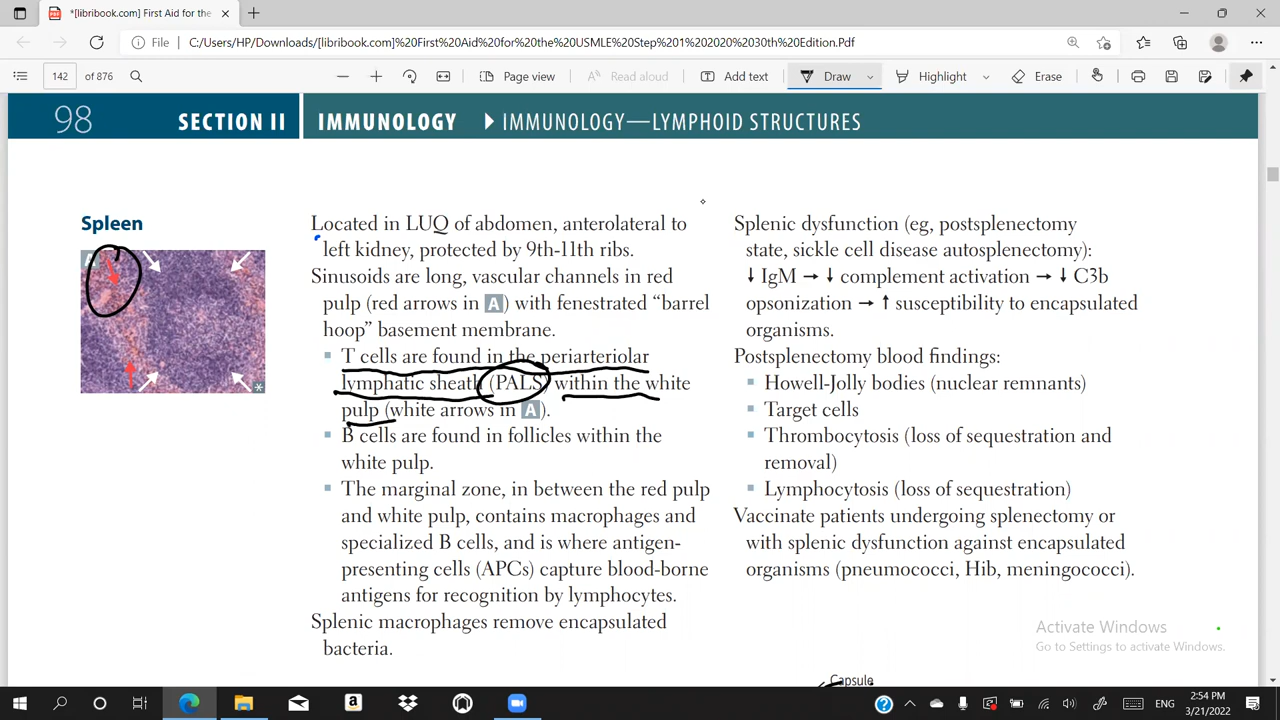 *[libribook.com] First Aid for the
File
C:/Users/HP/Downloads/[libribook.com]%20First%20Aid%20for%20the%20USMLE%20Step%201%202020%2030th%20Edition.Pdf
142 of 876
Page view
Read aloud
Add text
Draw
Highlight
Erase
98 SECTION II IMMUNOLOGY IMMUNOLOGY—LYMPHOID STRUCTURES
Spleen
A
*
Located in LUQ of abdomen, anterolateral to
left kidney, protected by 9th-11th ribs.
Sinusoids are long, vascular channels in red
pulp (red arrows in A) with fenestrated “barrel
hoop” basement membrane.
▪ T cells are found in the periarteriolar
lymphatic sheath (PALS) within the white
pulp (white arrows in A).
▪ B cells are found in follicles within the
white pulp.
▪ The marginal zone, in between the red pulp
and white pulp, contains macrophages and
specialized B cells, and is where antigen-
presenting cells (APCs) capture blood-borne
antigens for recognition by lymphocytes.
Splenic macrophages remove encapsulated
bacteria.
Splenic dysfunction (eg, postsplenectomy
state, sickle cell disease autosplenectomy):
↓ IgM → ↓ complement activation → ↓ C3b
opsonization → ↑ susceptibility to encapsulated
organisms.
Postsplenectomy blood findings:
▪ Howell-Jolly bodies (nuclear remnants)
▪ Target cells
▪ Thrombocytosis (loss of sequestration and
removal)
▪ Lymphocytosis (loss of sequestration)
Vaccinate patients undergoing splenectomy or
with splenic dysfunction against encapsulated
organisms (pneumococci, Hib, meningococci).
Activate Windows
Go to Settings to activate Windows.
Capsule
ENG
2:54 PM
3/21/2022